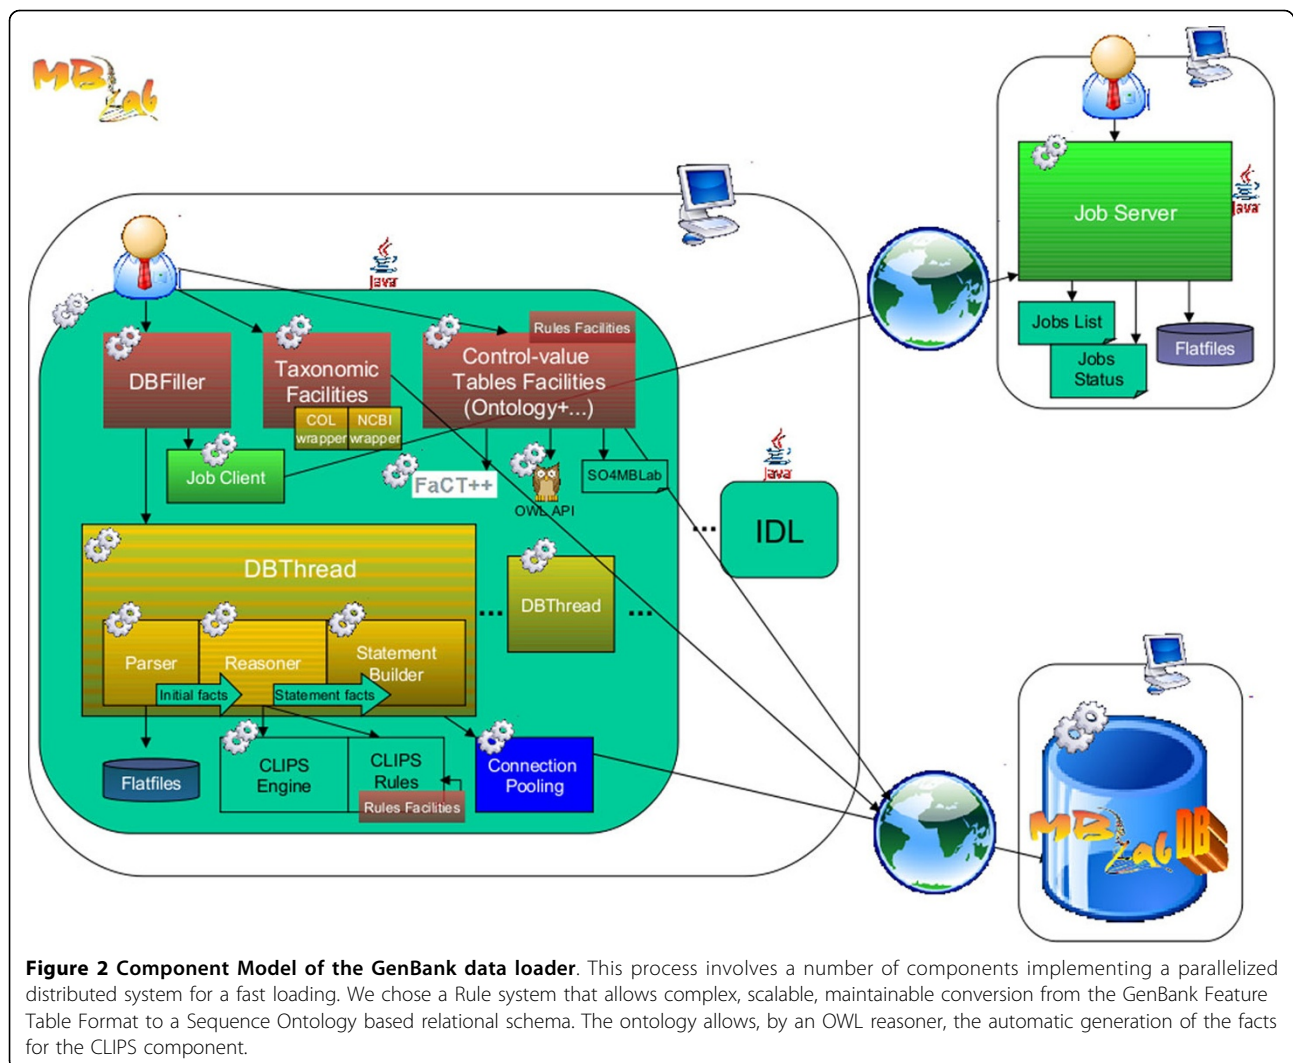 MBLab
Job Server
Java
Jobs List
Jobs
Status
Flatfiles
Java
Rules Facilities
DBFiller
Taxonomic
Facilities
Control-value
Tables Facilities
(Ontology+...)
COL
wrapper
NCBI
wrapper
Job Client
FaCT++
OWL API
SO4MBLab
Java
...
IDL
DBThread
...
DBThread
...
Parser
Reasoner
Statement
Builder
Initial facts
Statement facts
Flatfiles
CLIPS
Engine
CLIPS
Rules
Rules Facilities
Connection
Pooling
MBLab DB
Figure 2 Component Model of the GenBank data loader. This process involves a number of components implementing a parallelized
distributed system for a fast loading. We chose a Rule system that allows complex, scalable, maintainable conversion from the GenBank Feature
Table Format to a Sequence Ontology based relational schema. The ontology allows, by an OWL reasoner, the automatic generation of the facts
for the CLIPS component.